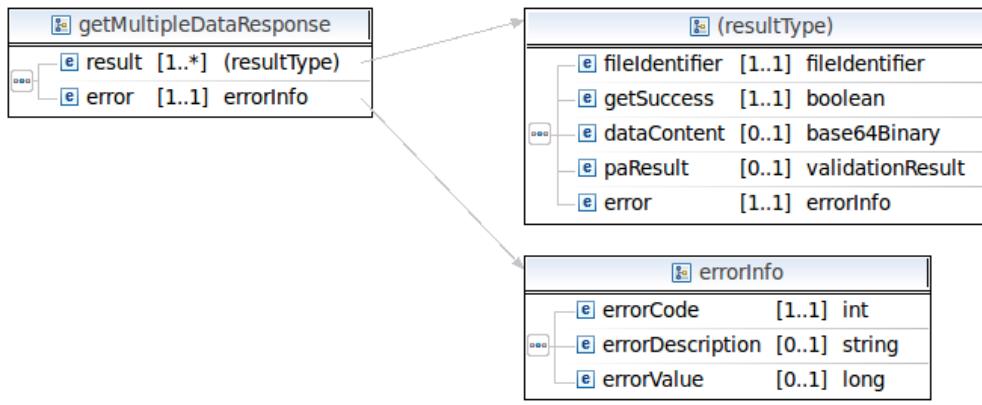 getMultipleDataResponse
e result [1..*] (resultType)
e error [1..1] errorInfo
(resultType)
e fileIdentifier [1..1] fileIdentifier
e getSuccess [1..1] boolean
e dataContent [0..1] base64Binary
e paResult [0..1] validationResult
e error [1..1] errorInfo
errorInfo
e errorCode [1..1] int
e errorDescription [0..1] string
e errorValue [0..1] long